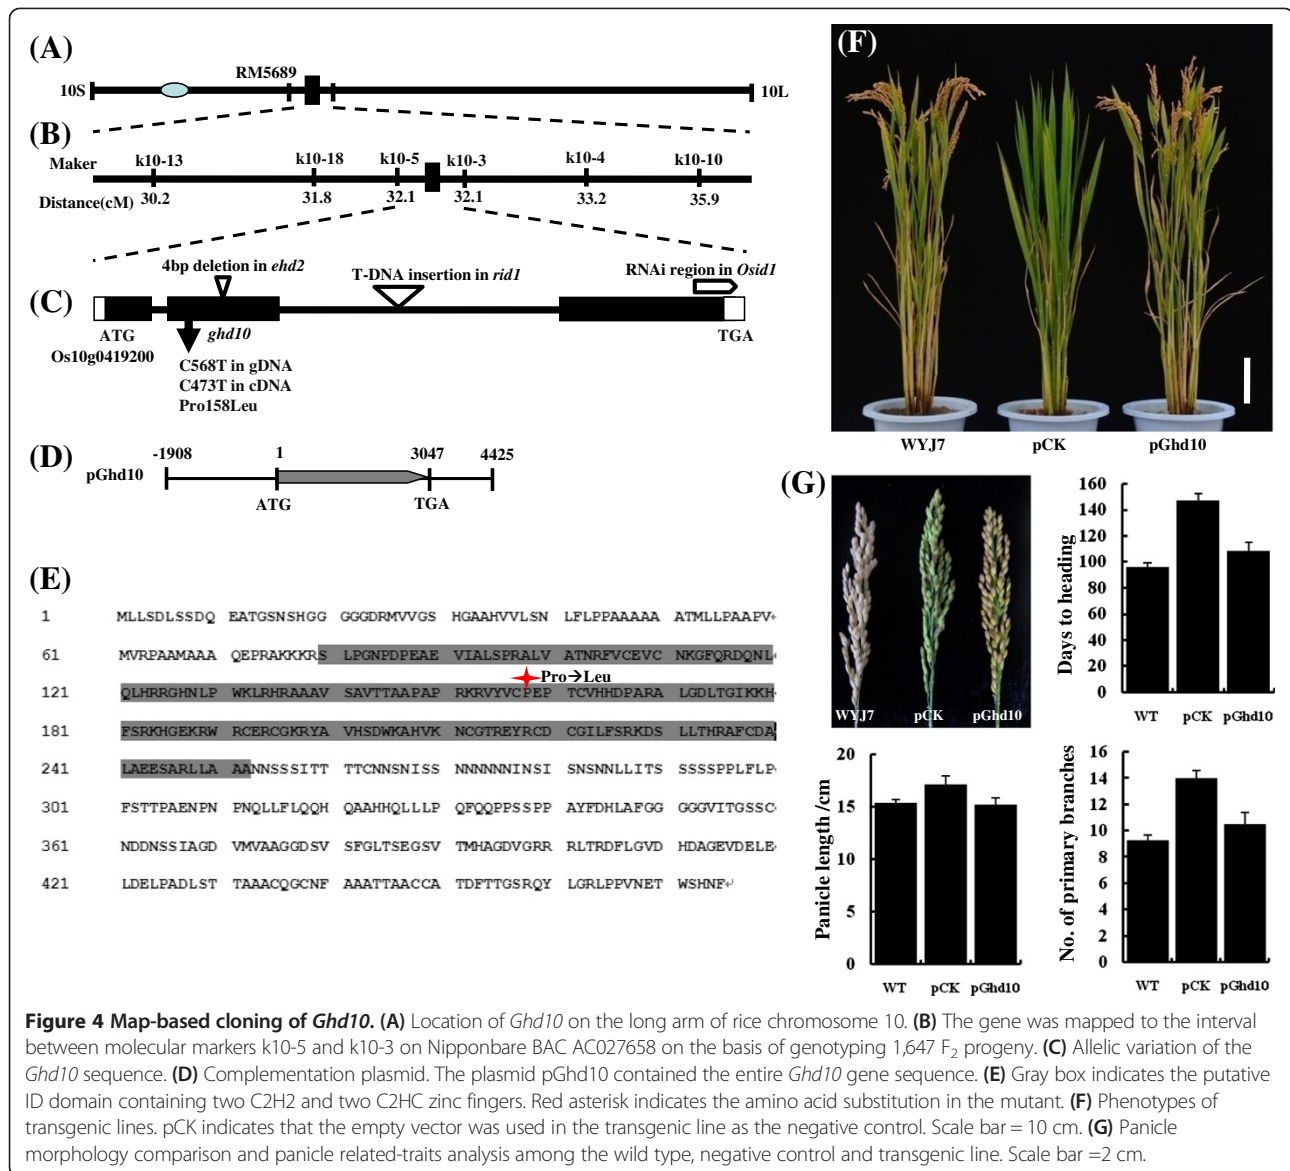 (A)
RM5689
10S
10L
(B)
Maker
k10-13 k10-18 k10-5 k10-3 k10-4 k10-10
Distance(cM) 30.2 31.8 32.1 32.1 33.2 35.9
4bp deletion in ehd2
T-DNA insertion in rid1
RNAi region in Osid1
(C)
ATG
ghd10
TGA
Os10g0419200
C568T in gDNA
C473T in cDNA
Pro158Leu
(D)
pGhd10
-1908 1 3047 4425
ATG TGA
(E)
1 MLLSDLSSDQ EATGSNSHGG GGGDRMVVGS HGAAHVVLSN LFLPPAAAAA ATMLLPAAPV
61 MVRPAAMAAA QEPRAKKKRS LPGNPDPEAE VIALSPRALV ATNRFVCEVC NKGFQRDQNL
Pro→Leu
121 QLHRRGHNLP WKLRHRAAAV SAVTTAAPAP RKRVYVCPEP TCVHHDPARA LGDLTGIKKH
181 FSRKHGEKRW RCERCGKRYA VHSDWKAHVK NCGTREYRCD CGILFSRKDS LLTHRAFCDA
241 LAEESARLLA AANNSSSITT TTCNNSNISS NNNNNNINSI SNSNNLLITS SSSSPPLFLP
301 FSTTPAENPN PNQLLFLQQH QAAHHQLLLP QFQQPPSSPP AYFDHLAFGG GGGVITGSSC
361 NDDNSSIAGD VMVAAGGDSV SFGLTSEGSV TMHAGDVGRR RLTRDFLGVD HDAGEVDELE
421 LDELPADLST TAAACQGCNF AAATTAACCA TDFTTGSRQY LGRLPPVNET WSHNF
(F)
WYJ7 pCK pGhd10
(G)
WYJ7 pCK pGhd10
Days to heading
160
140
120
100
80
60
40
20
0
WT pCK pGhd10
Panicle length /cm
20
15
10
5
0
WT pCK pGhd10
No. of primary branches
16
14
12
10
8
6
4
2
0
WT pCK pGhd10
Figure 4 Map-based cloning of Ghd10. (A) Location of Ghd10 on the long arm of rice chromosome 10. (B) The gene was mapped to the interval
between molecular markers k10-5 and k10-3 on Nipponbare BAC AC027658 on the basis of genotyping 1,647 F2 progeny. (C) Allelic variation of the
Ghd10 sequence. (D) Complementation plasmid. The plasmid pGhd10 contained the entire Ghd10 gene sequence. (E) Gray box indicates the putative
ID domain containing two C2H2 and two C2HC zinc fingers. Red asterisk indicates the amino acid substitution in the mutant. (F) Phenotypes of
transgenic lines. pCK indicates that the empty vector was used in the transgenic line as the negative control. Scale bar = 10 cm. (G) Panicle
morphology comparison and panicle related-traits analysis among the wild type, negative control and transgenic line. Scale bar =2 cm.